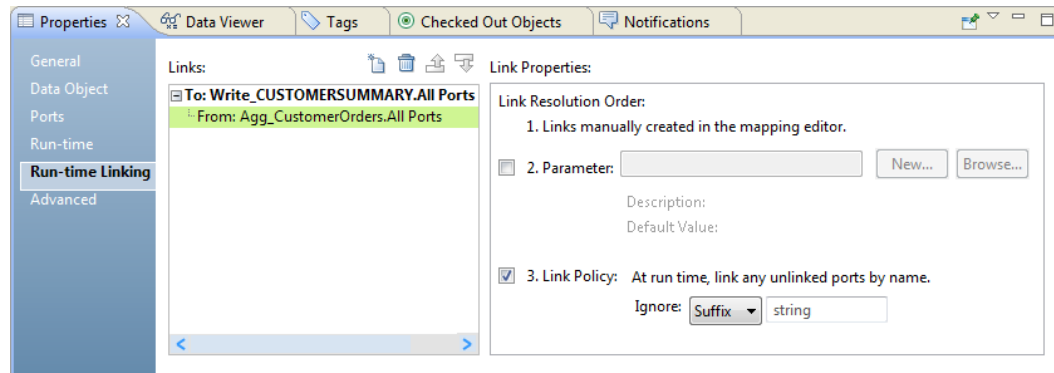 Properties Data Viewer Tags Checked Out Objects Notifications
General
Data Object
Ports
Run-time
Run-time Linking
Advanced
Links:
To: Write_CUSTOMERSUMMARY.All Ports
From: Agg_CustomerOrders.All Ports
Link Properties:
Link Resolution Order:
1. Links manually created in the mapping editor.
2. Parameter: New... Browse...
Description:
Default Value:
3. Link Policy: At run time, link any unlinked ports by name.
Ignore: Suffix string